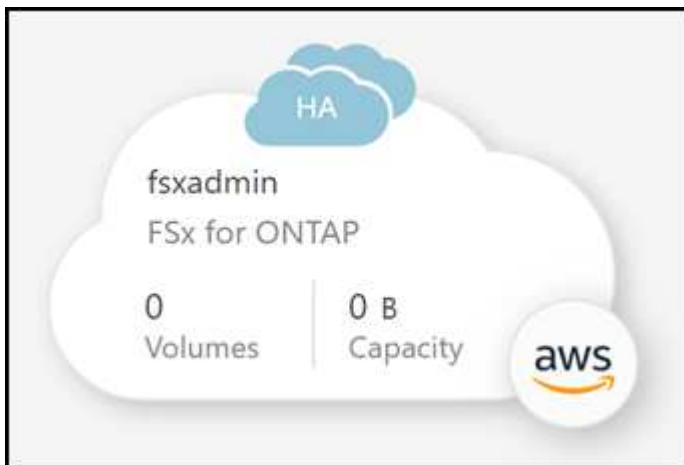 HA
fsxadmin
FSx for ONTAP
0 0 B
Volumes Capacity
aws